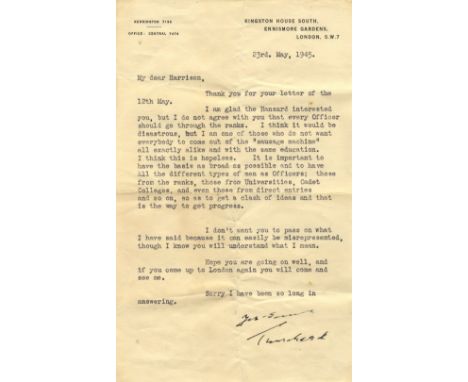 KENSINGTON 7156
OFFICE: CENTRAL 7474
KINGSTON HOUSE SOUTH,
ENNISMORE GARDENS,
LONDON, S.W.7
23rd. May, 1945.
My dear Harrison,
Thank you for your letter of the
12th May.
I am glad the Hansard interested
you, but I do not agree with you that every Officer
should go through the ranks. I think it would be
disastrous, but I am one of those who do not want
everybody to come out of the "sausage machine"
all exactly alike and with the same education.
I think this is hopeless. It is important to
have the basis as broad as possible and to have
all the different types of men as Officers; those
from the ranks, those from Universities, Cadet
Colleges, and even those from direct entries
and so on, so as to get a clash of ideas and that
is the way to get progress.
I don't want you to pass on what
I have said because it can easily be misrepresented,
though I know you will understand what I mean.
Hope you are going on well, and
if you come up to London again you will come and
see me.
Sorry I have been so long in
answering.